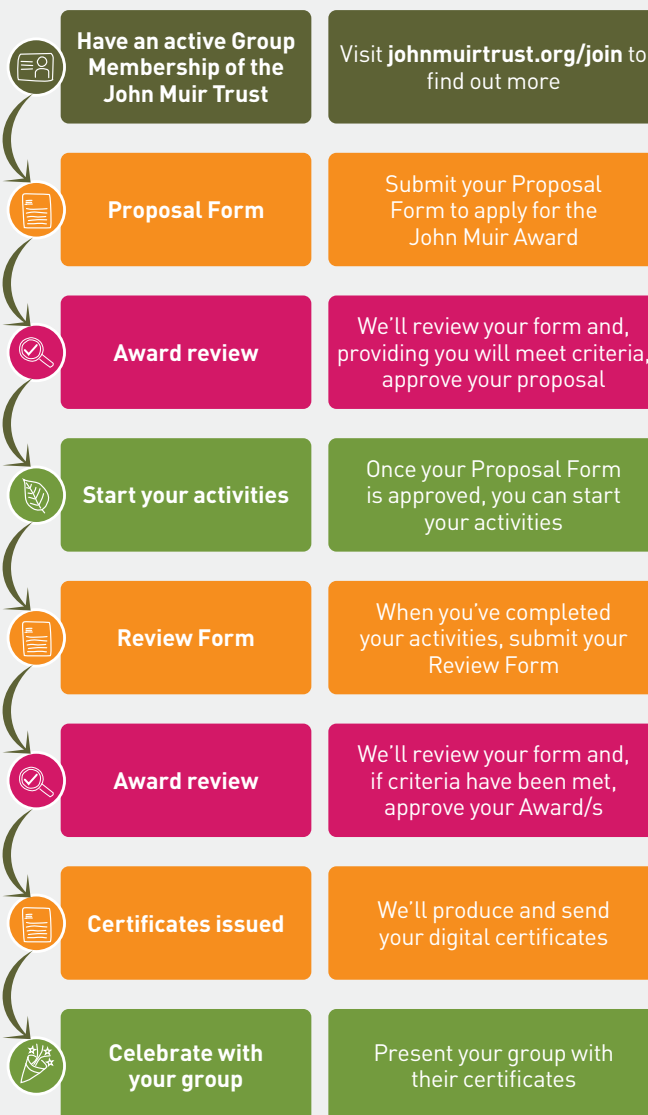 Have an active Group
Membership of the
John Muir Trust
Visit johnmuirtrust.org/join to
find out more
Proposal Form
Submit your Proposal
Form to apply for the
John Muir Award
Award review
We'll review your form and,
providing you will meet criteria,
approve your proposal
Start your activities
Once your Proposal Form
is approved, you can start
your activities
Review Form
When you've completed
your activities, submit your
Review Form
Award review
We'll review your form and,
if criteria have been met,
approve your Award/s
Certificates issued
We'll produce and send
your digital certificates
Celebrate with
your group
Present your group with
their certificates